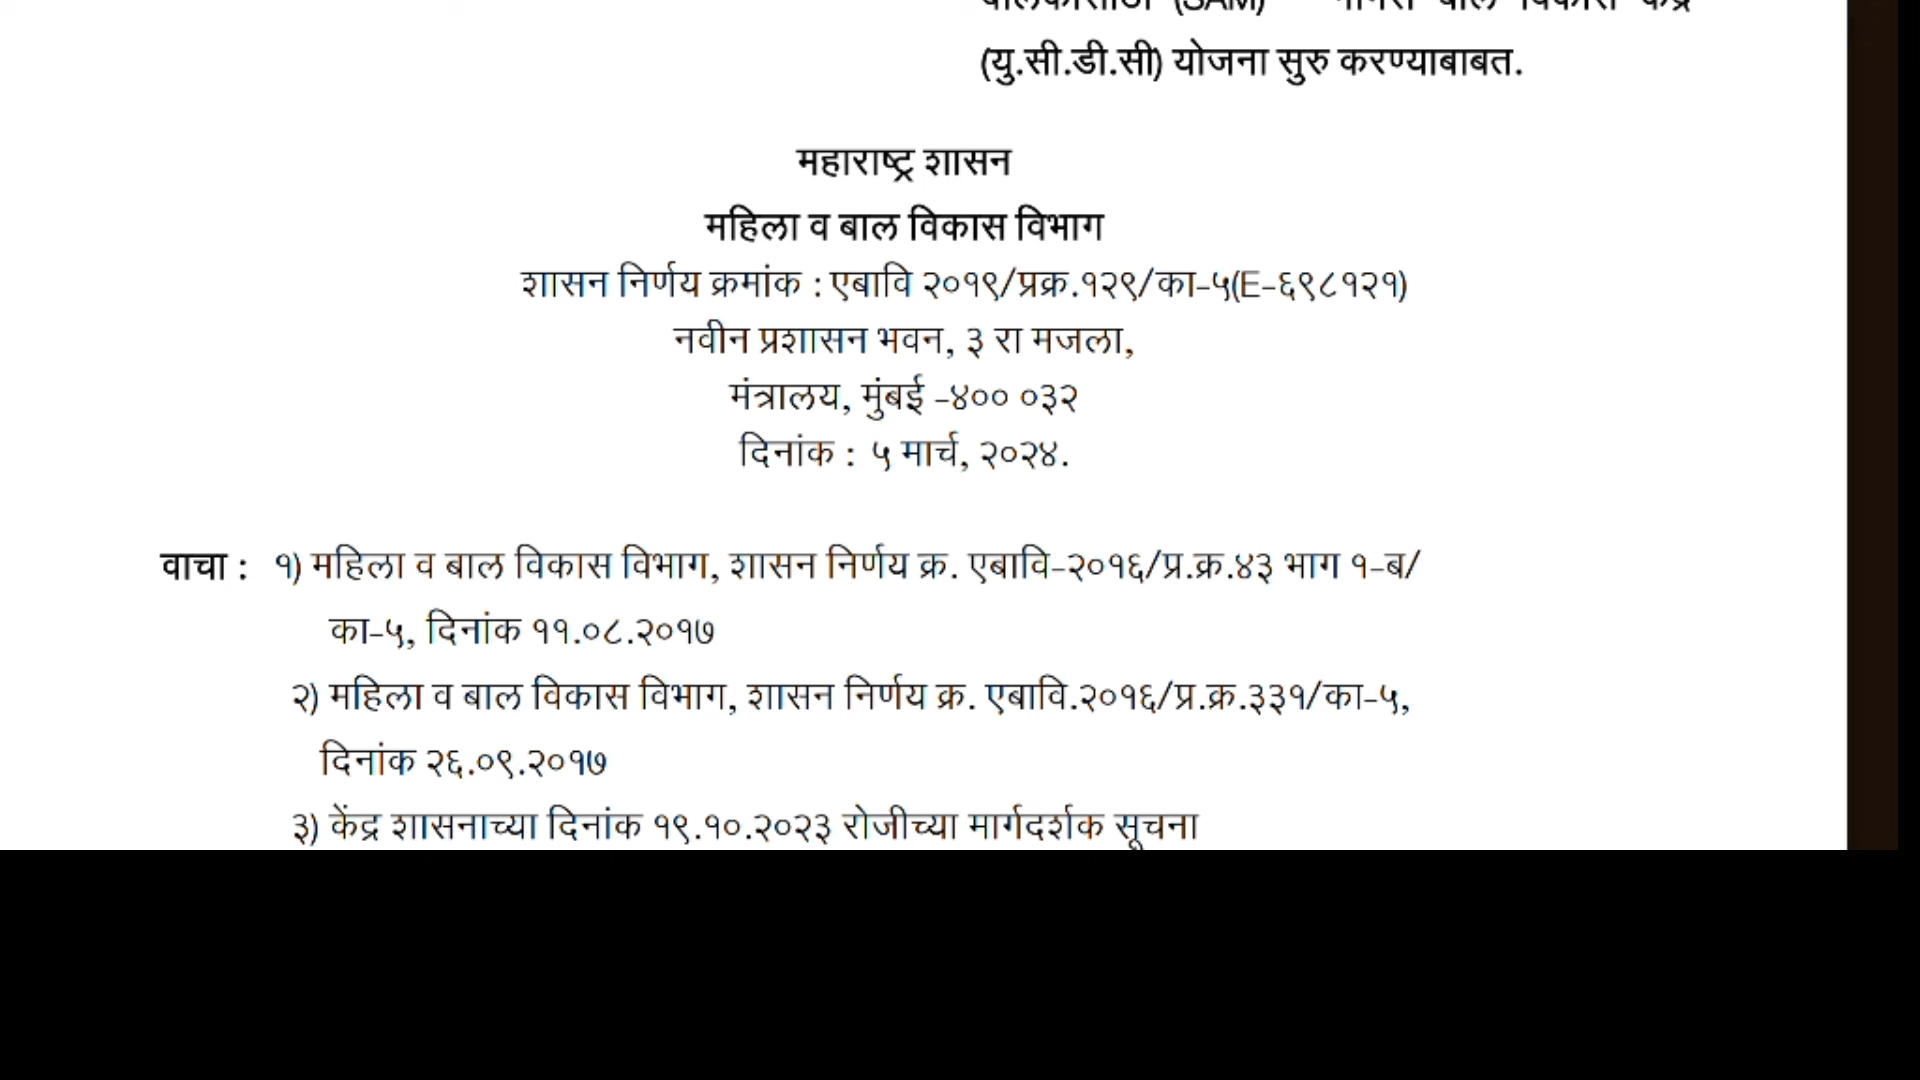 (SAM) बाल विकास केंद्र
(यु.सी.डी.सी) योजना सुरु करण्याबाबत.
महाराष्ट्र शासन
महिला व बाल विकास विभाग
शासन निर्णय क्रमांक : एबावि २०१९/प्रक्र.१२९/का-५(E-६९८१२१)
नवीन प्रशासन भवन, ३ रा मजला,
मंत्रालय, मुंबई -४०० ०३२
दिनांक : ५ मार्च, २०२४.
वाचा : १) महिला व बाल विकास विभाग, शासन निर्णय क्र. एबावि-२०१६/प्र.क्र.४३ भाग १-ब/
का-५, दिनांक ११.०८.२०१७
२) महिला व बाल विकास विभाग, शासन निर्णय क्र. एबावि.२०१६/प्र.क्र.३३१/का-५,
दिनांक २६.०९.२०१७
३) केंद्र शासनाच्या दिनांक १९.१०.२०२३ रोजीच्या मार्गदर्शक सूचना